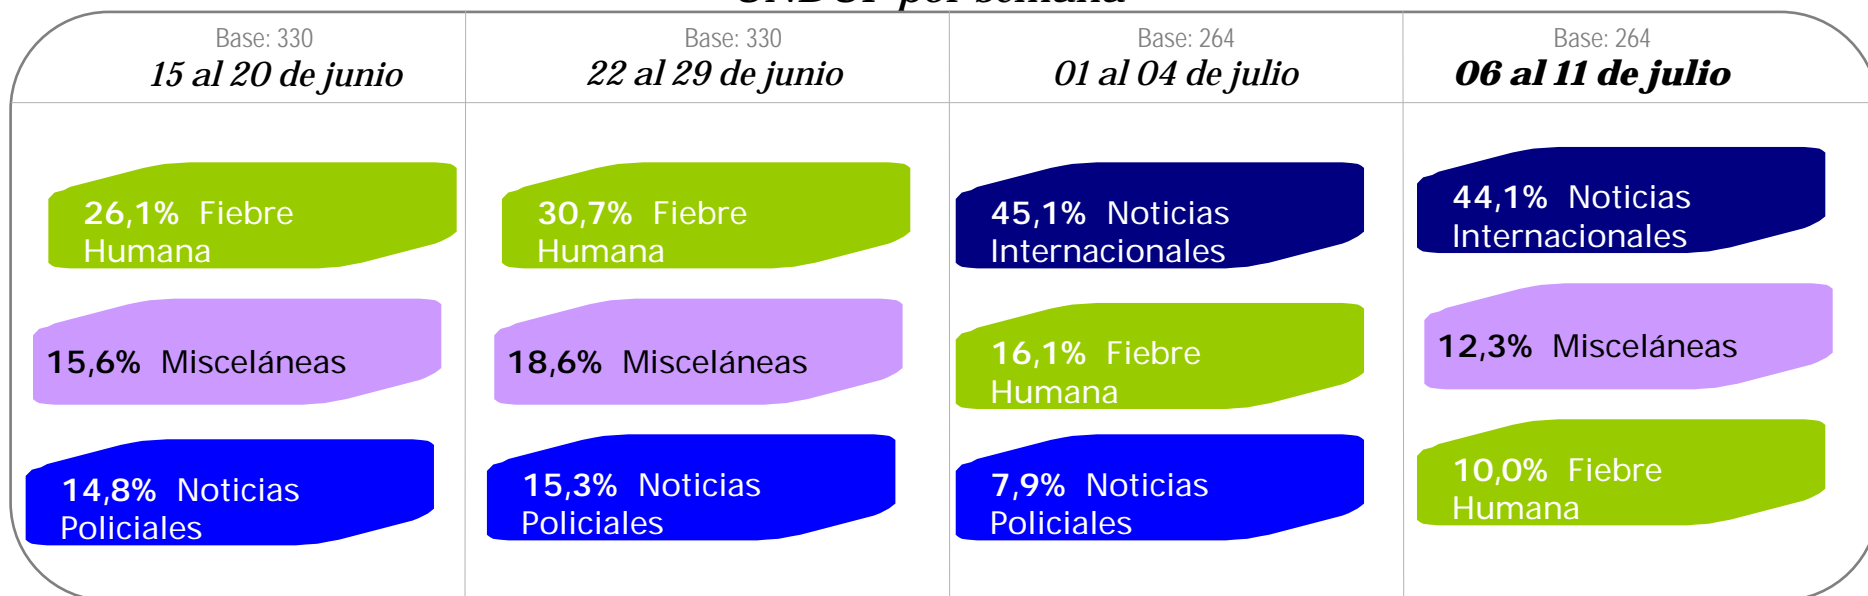 por semana
Base: 330
15 al 20 de junio
26,1% Fiebre
Humana
15,6% Misceláneas
14,8% Noticias
Policiales
Base: 330
22 al 29 de junio
30,7% Fiebre
Humana
18,6% Misceláneas
15,3% Noticias
Policiales
Base: 264
01 al 04 de julio
45,1% Noticias
Internacionales
16,1% Fiebre
Humana
7,9% Noticias
Policiales
Base: 264
06 al 11 de julio
44,1% Noticias
Internacionales
12,3% Misceláneas
10,0% Fiebre
Humana